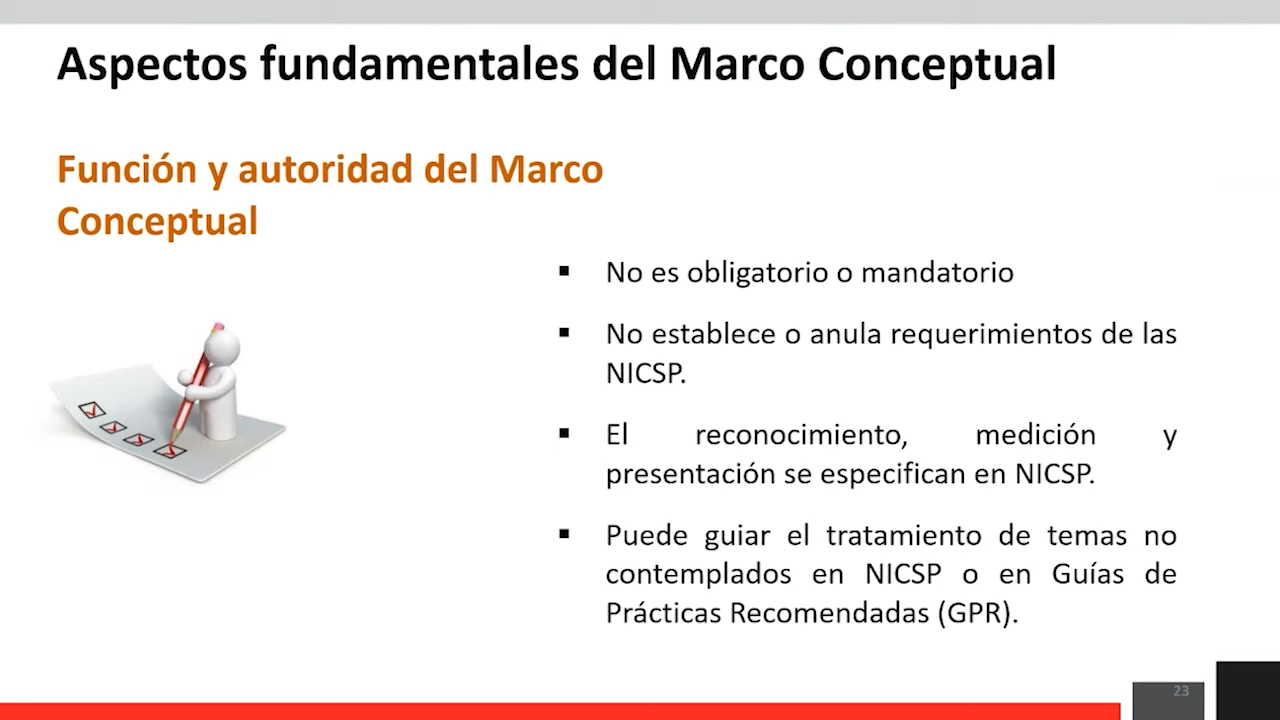 Aspectos fundamentales del Marco Conceptual
Función y autoridad del Marco
Conceptual
▪ No es obligatorio o mandatorio
▪ No establece o anula requerimientos de las
NICSP.
▪ El reconocimiento, medición y
presentación se especifican en NICSP.
▪ Puede guiar el tratamiento de temas no
contemplados en NICSP o en Guías de
Prácticas Recomendadas (GPR).
23